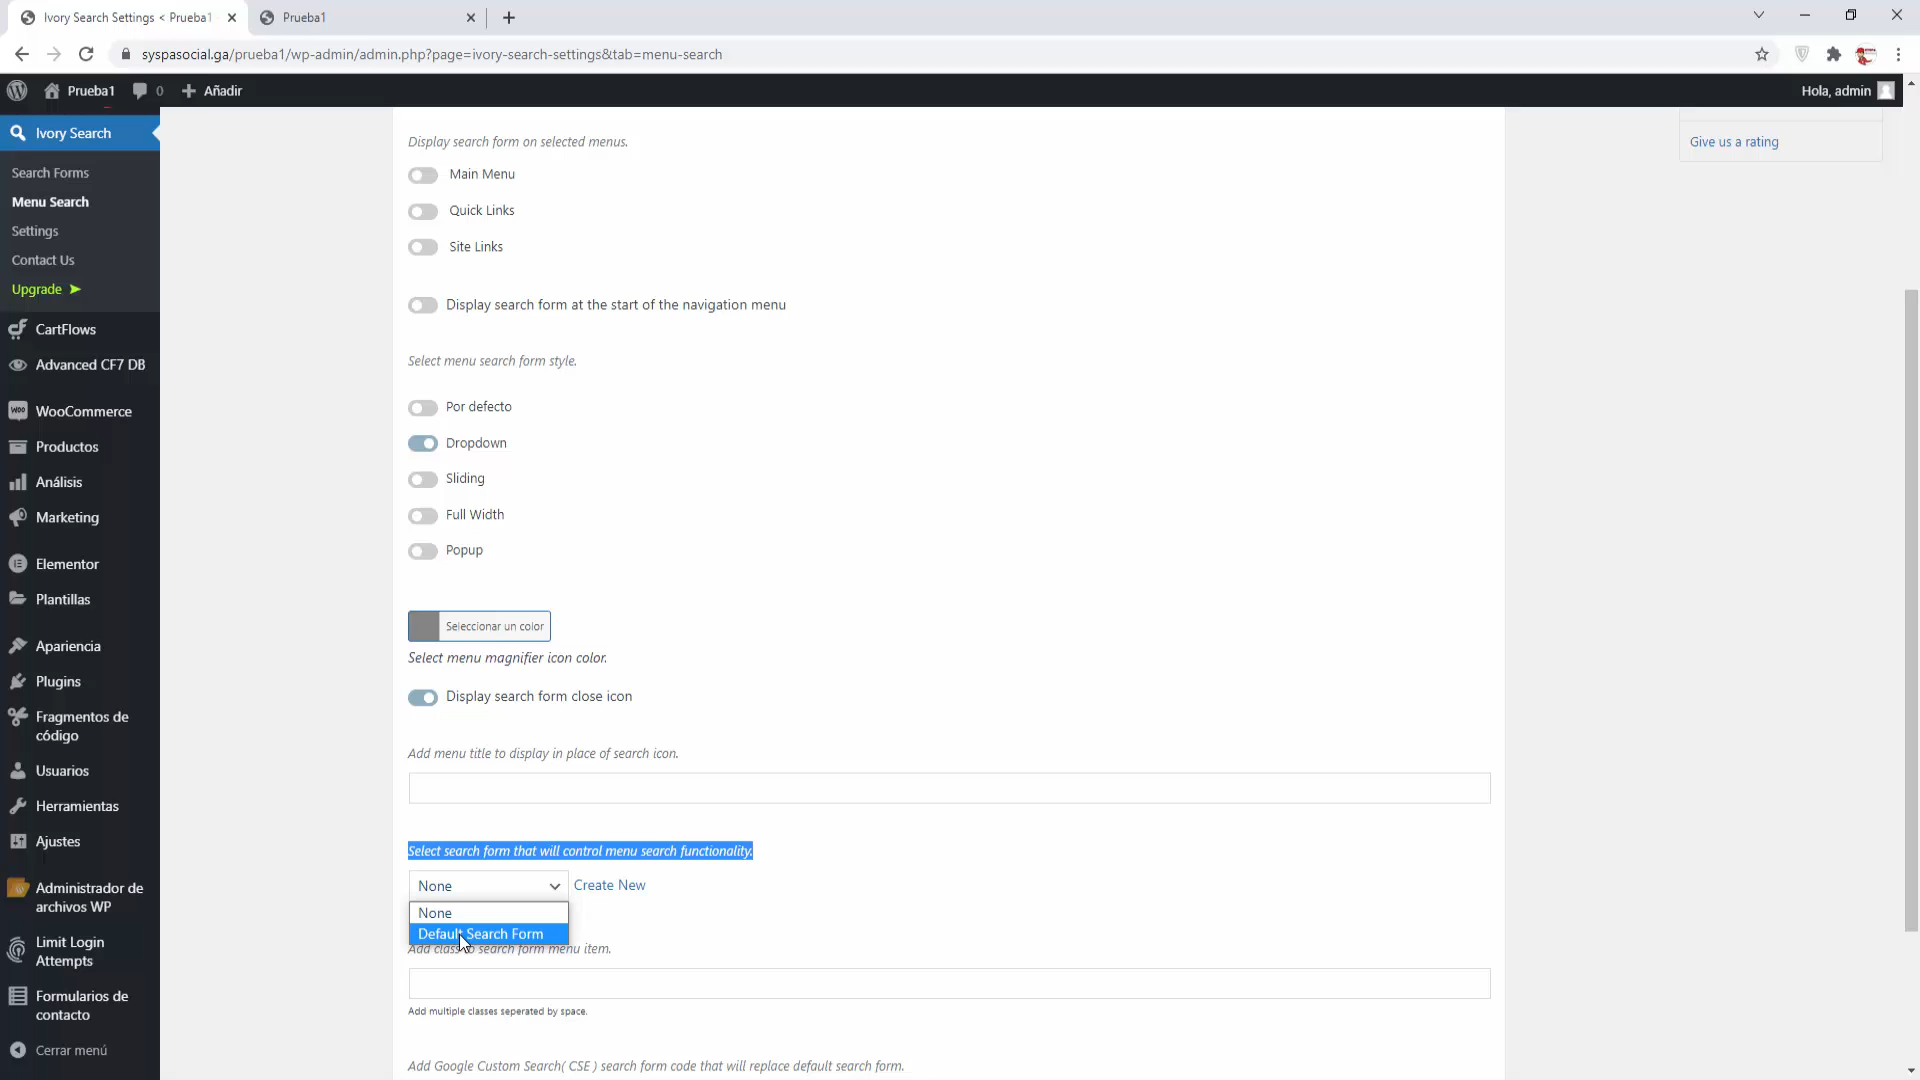 Ivory Search Settings < Prueba1
Prueba1
syspasocial.ga/prueba1/wp-admin/admin.php?page=ivory-search-settings&tab=menu-search
Prueba1
0
Añadir
Hola, admin
Ivory Search
Search Forms
Menu Search
Settings
Contact Us
Upgrade ➤
CartFlows
Advanced CF7 DB
WooCommerce
Productos
Análisis
Marketing
Elementor
Plantillas
Apariencia
Plugins
Fragmentos de
código
Usuarios
Herramientas
Ajustes
Administrador de
archivos WP
Limit Login
Attempts
Formularios de
contacto
Cerrar menú
Display search form on selected menus.
Main Menu
Quick Links
Site Links
Display search form at the start of the navigation menu
Select menu search form style.
Por defecto
Dropdown
Sliding
Full Width
Popup
Seleccionar un color
Select menu magnifier icon color.
Display search form close icon
Add menu title to display in place of search icon.
Select search form that will control menu search functionality.
None
Create New
None
Default Search Form
Add class to search form menu item.
Add multiple classes seperated by space.
Add Google Custom Search( CSE ) search form code that will replace default search form.
Give us a rating